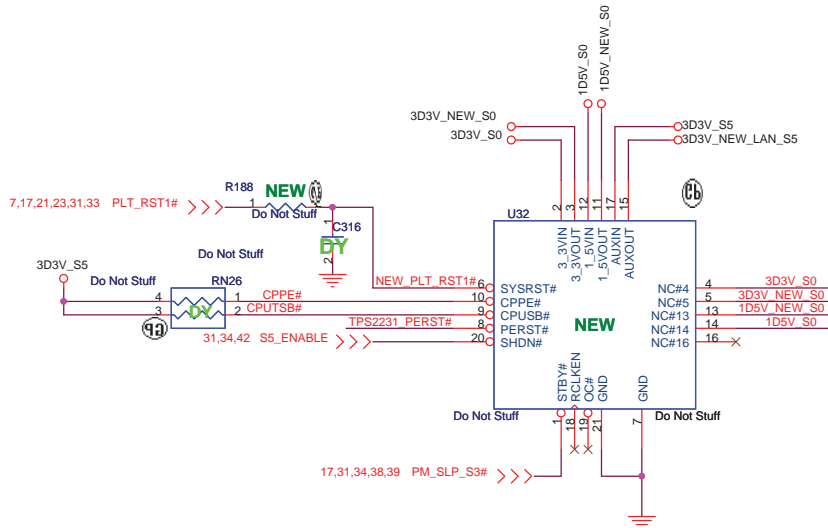 1D5V_S0
1D5V_NEW_S0
3D3V_NEW_S0
3D3V_S0
3D3V_S5
3D3V_NEW_LAN_S5
R188
NEW
1
2
7,17,21,23,31,33 PLT_RST1#
Do Not Stuff
1
C316
DY
2
U32
2
3
12
11
17
15
3_3VIN
3_3VOUT
1_5VIN
1_5VOUT
AUXIN
AUXOUT
Do Not Stuff
3D3V_S5
Do Not Stuff
RN26
NEW_PLT_RST1#
6
SYSRST#
NC#4
4
3D3V_S0
4
1
CPPE#
10
CPPE#
NC#5
5
3D3V_NEW_S0
DY
3
2
CPUTSB#
9
CPUSB#
NC#13
13
1D5V_NEW_S0
TPS2231_PERST#
8
PERST#
NEW
NC#14
14
1D5V_S0
31,34,42 S5_ENABLE
20
SHDN#
NC#16
16
STBY#
RCLKEN
OC#
GND
GND
Do Not Stuff
Do Not Stuff
1
18
19
21
7
17,31,34,38,39 PM_SLP_S3#